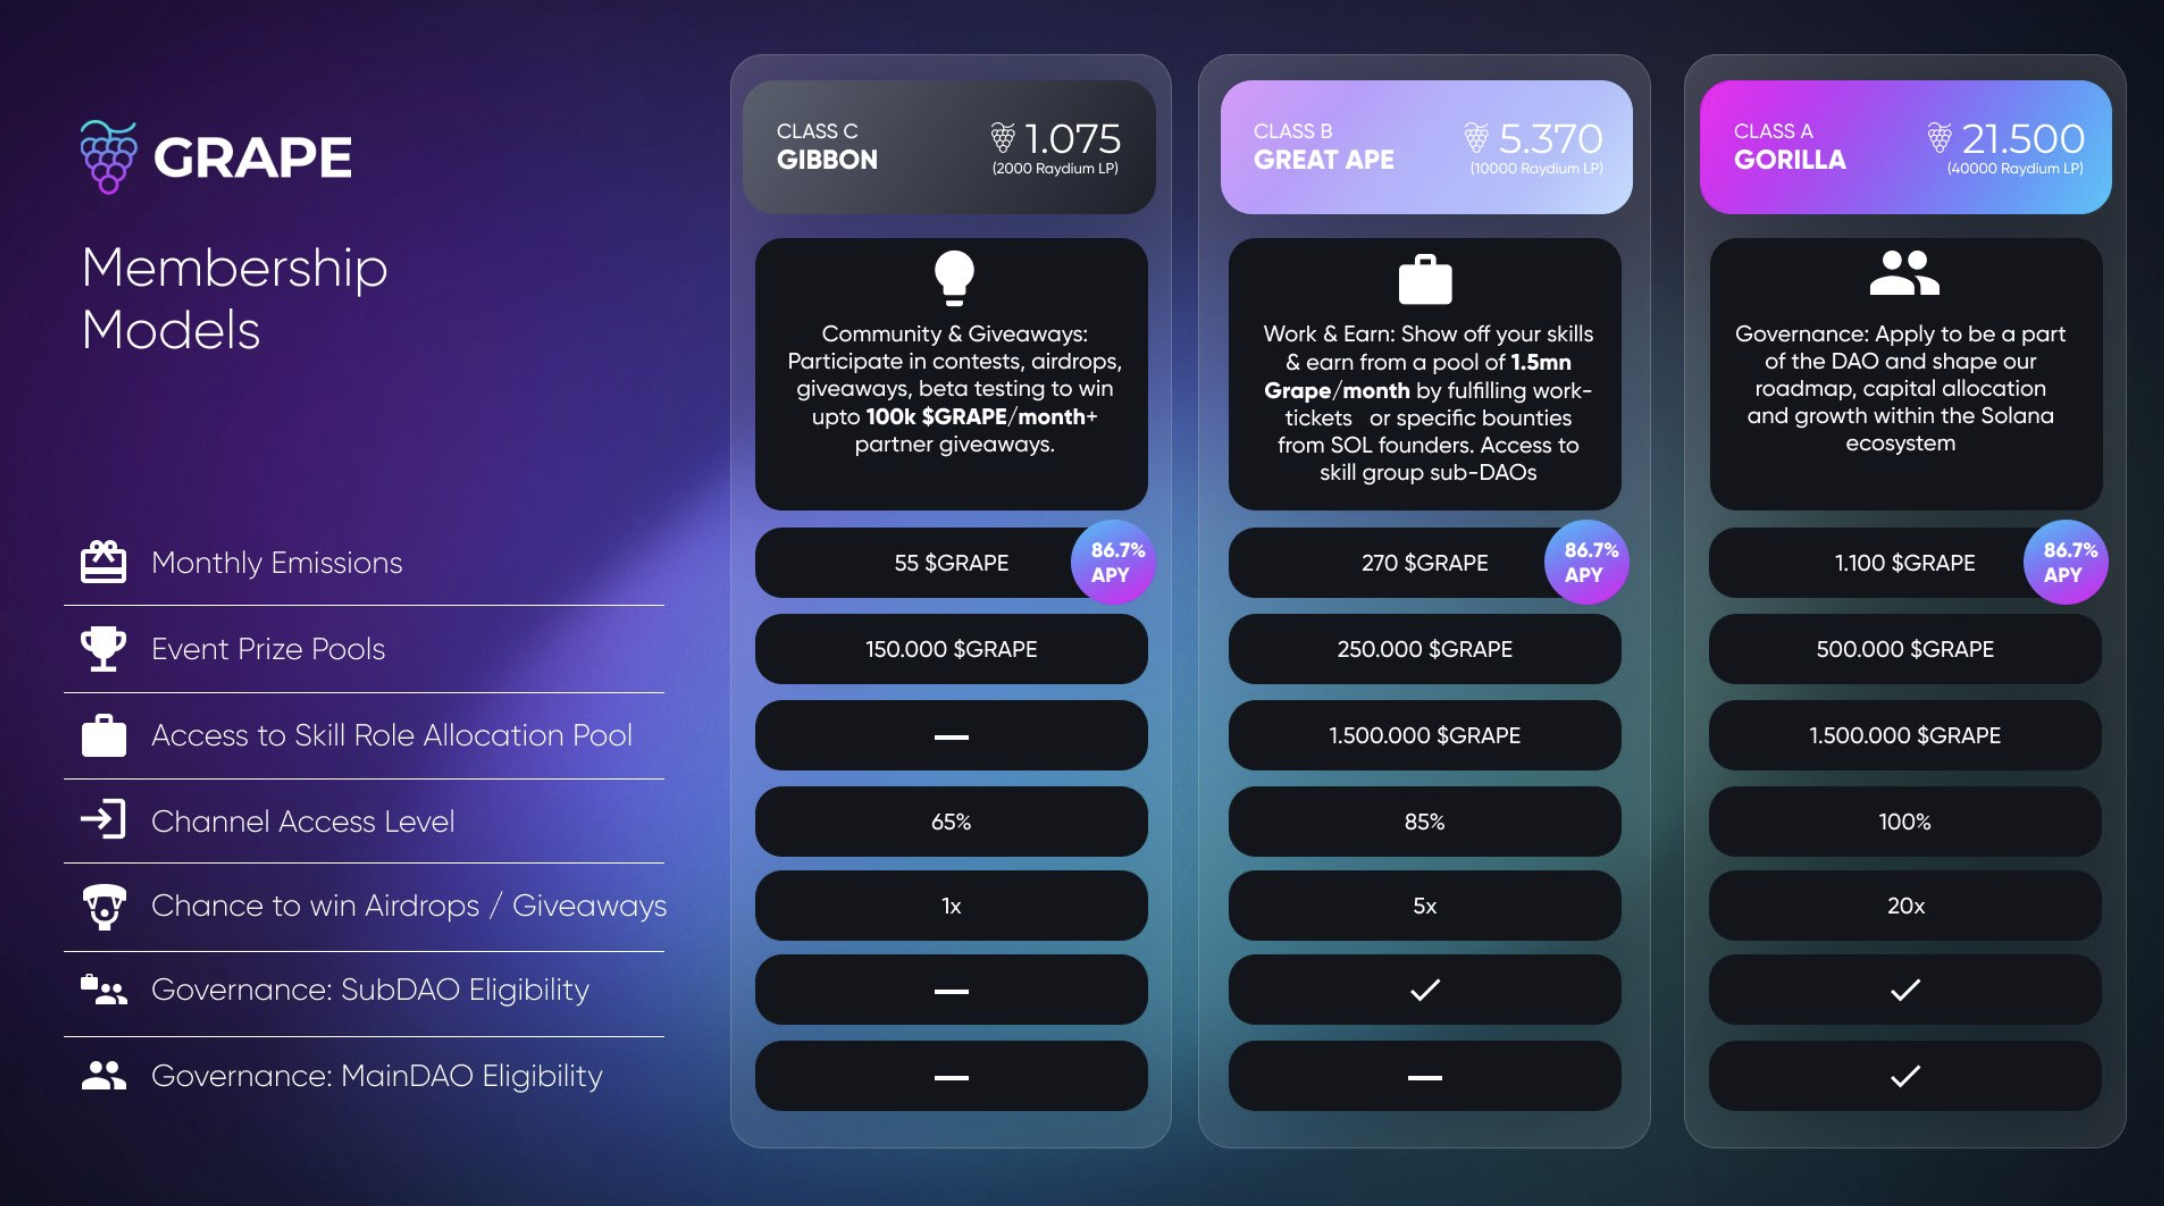 GRAPE
Membership
Models
CLASS C
GIBBON
1.075
(2000 Raydium LP)
Community & Giveaways:
Participate in contests, airdrops,
giveaways, beta testing to win
upto 100k $GRAPE/month+
partner giveaways.
CLASS B
GREAT APE
5.370
(10000 Raydium LP)
Work & Earn: Show off your skills
& earn from a pool of 1.5mn
Grape/month by fulfilling work-
tickets or specific bounties
from SOL founders. Access to
skill group sub-DAOs
CLASS A
GORILLA
21.500
(40000 Raydium LP)
Governance: Apply to be a part
of the DAO and shape our
roadmap, capital allocation
and growth within the Solana
ecosystem
Monthly Emissions
55 $GRAPE
86.7%
APY
270 $GRAPE
86.7%
APY
1.100 $GRAPE
86.7%
APY
Event Prize Pools
150.000 $GRAPE
250.000 $GRAPE
500.000 $GRAPE
Access to Skill Role Allocation Pool
—
1.500.000 $GRAPE
1.500.000 $GRAPE
Channel Access Level
65%
85%
100%
Chance to win Airdrops / Giveaways
1x
5x
20x
Governance: SubDAO Eligibility
—
✓
✓
Governance: MainDAO Eligibility
—
—
✓